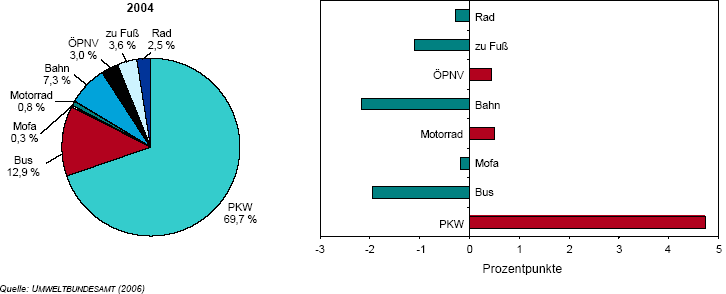 2004
zu Fuß
3,6 %
Rad
2,5 %
ÖPNV
3,0 %
Bahn
7,3 %
Motorrad
0,8 %
Mofa
0,3 %
Bus
12,9 %
PKW
69,7 %
Rad
zu Fuß
ÖPNV
Bahn
Motorrad
Mofa
Bus
PKW
-3 -2 -1 0 1 2 3 4 5
Prozentpunkte
Quelle: UMWELTBUNDESAMT (2006)